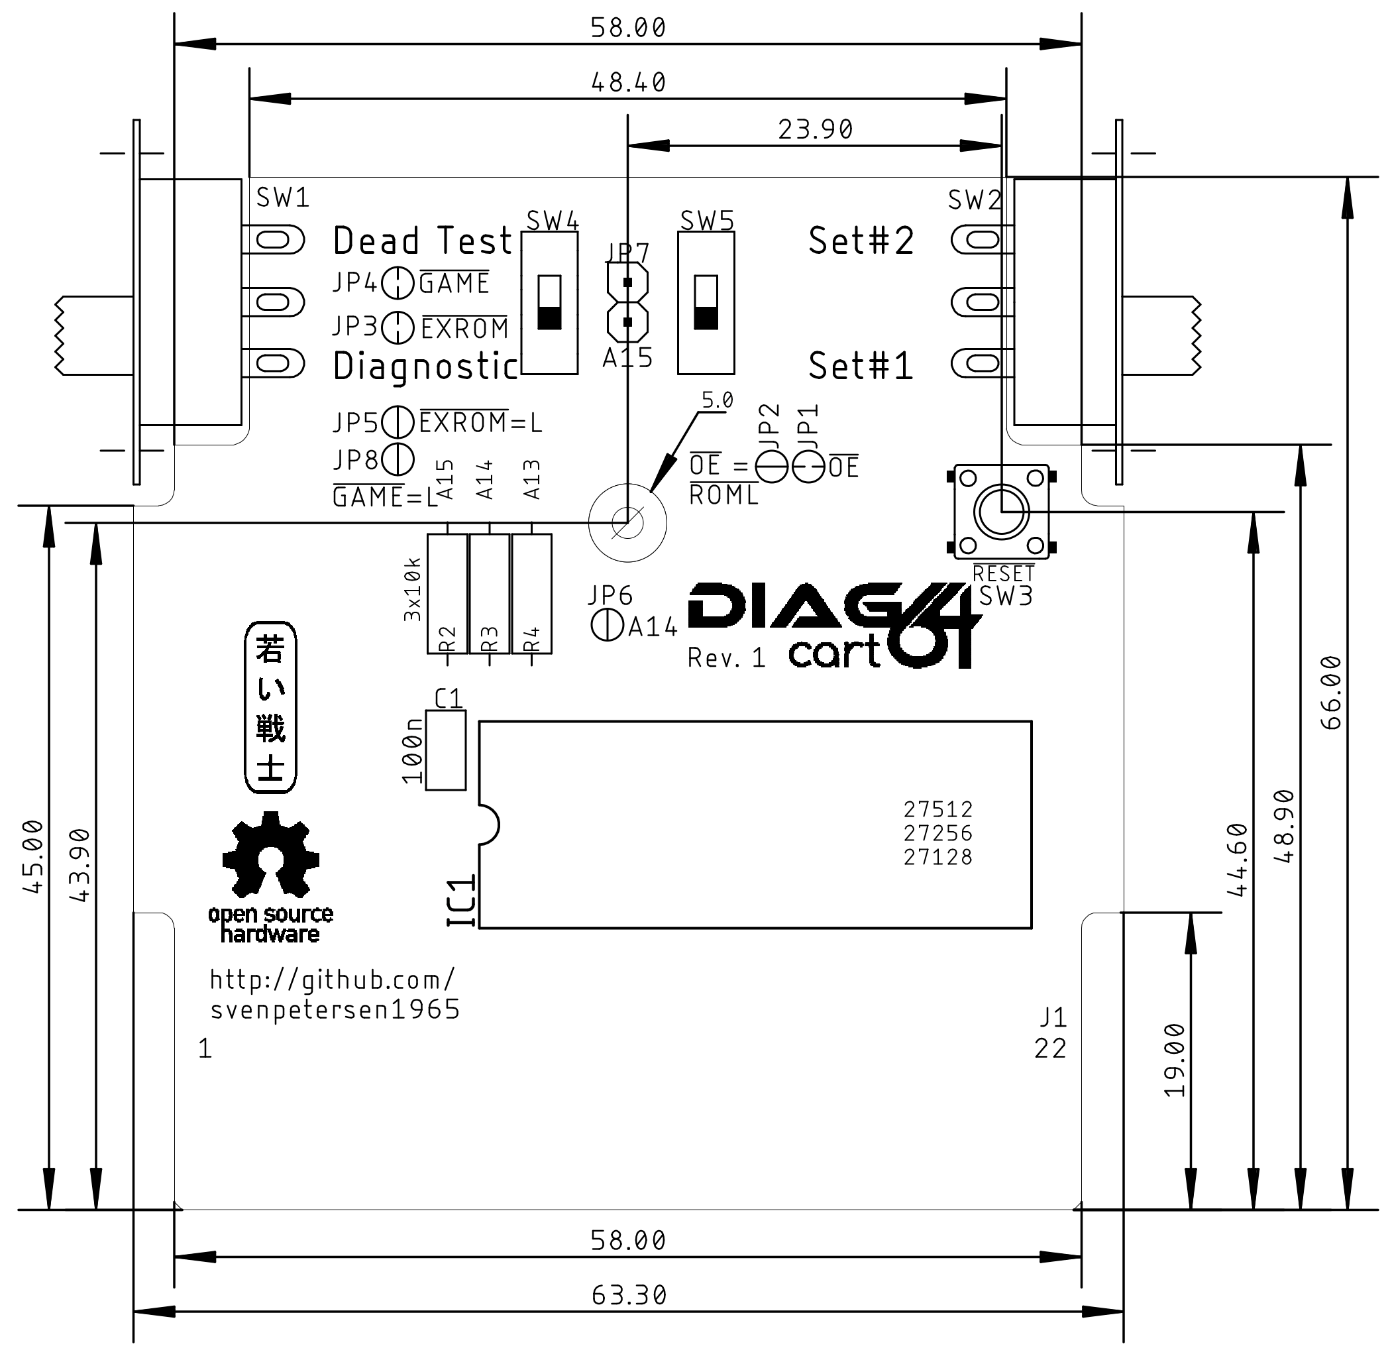 58.00
48.40
23.90
SW1
SW2
SW4
SW5
Dead Test
JP7
Set#2
JP4
GAME
JP3
EXROM
A15
Diagnostic
Set#1
5.0
JP5
EXROM=L
JP2
JP1
JP8
OE =
ROML
OE
GAME=L
A15
A14
A13
3x10k
R2
R3
R4
RESET
SW3
JP6
A14
DIAG64
cart
Rev. 1
若い戦士
C1
100n
IC1
27512
27256
27128
open source
hardware
http://github.com/
svenpetersen1965
1
J1
22
45.00
43.90
66.00
48.90
44.60
19.00
58.00
63.30